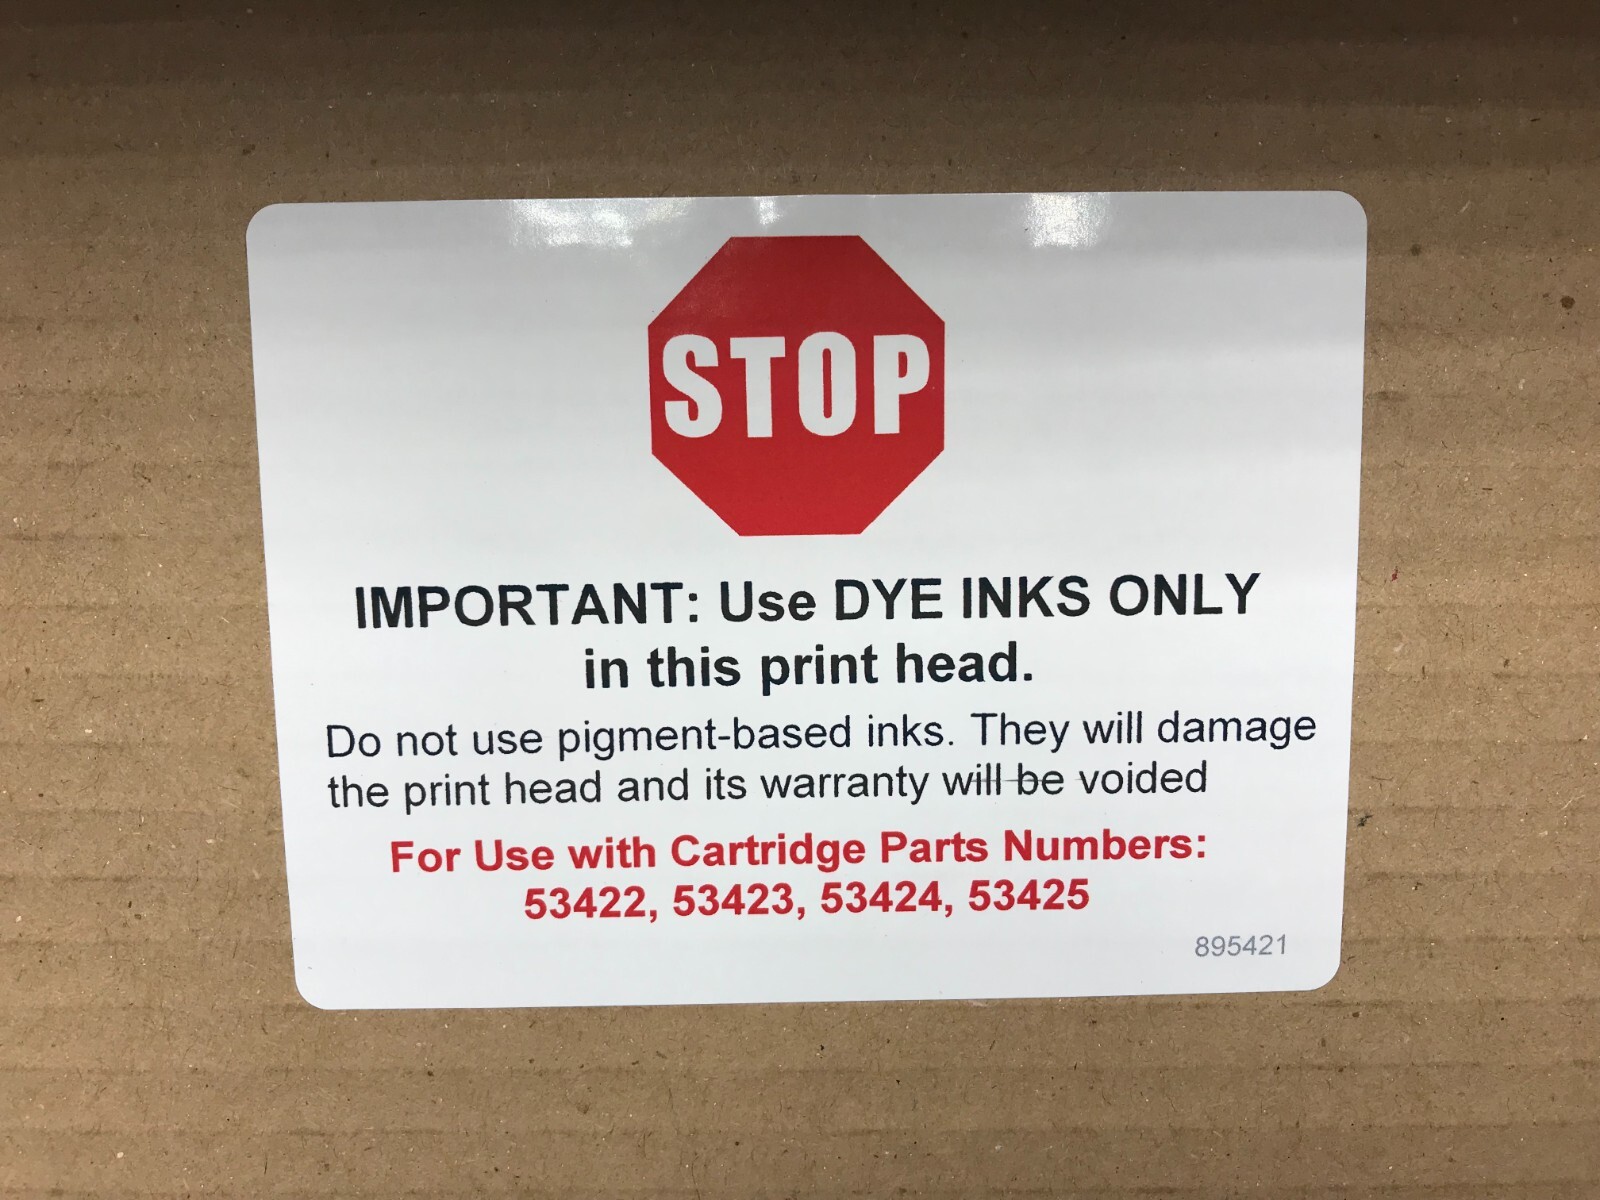 STOP
IMPORTANT: Use DYE INKS ONLY
in this print head.
Do not use pigment-based inks. They will damage
the print head and its warranty will be voided
For Use with Cartridge Parts Numbers:
53422, 53423, 53424, 53425
895421